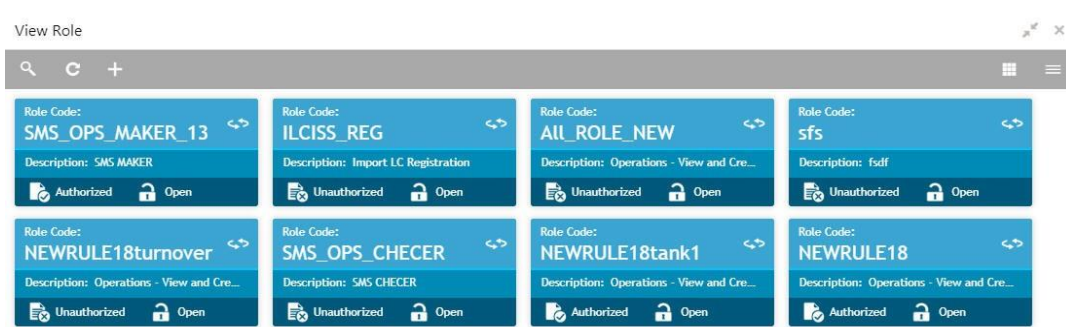 View Role
Role Code:
SMS_OPS_MAKER_13
Description: SMS MAKER
Authorized Open
Role Code:
ILCISS_REG
Description: Import LC Registration
Unauthorized Open
Role Code:
All_ROLE_NEW
Description: Operations - View and Cre...
Unauthorized Open
Role Code:
sfs
Description: fsdf
Unauthorized Open
Role Code:
NEWRULE18turnover
Description: Operations - View and Cre...
Unauthorized Open
Role Code:
SMS_OPS_CHECER
Description: SMS CHECER
Unauthorized Open
Role Code:
NEWRULE18tank1
Description: Operations - View and Cre...
Authorized Open
Role Code:
NEWRULE18
Description: Operations - View and Cre...
Authorized Open